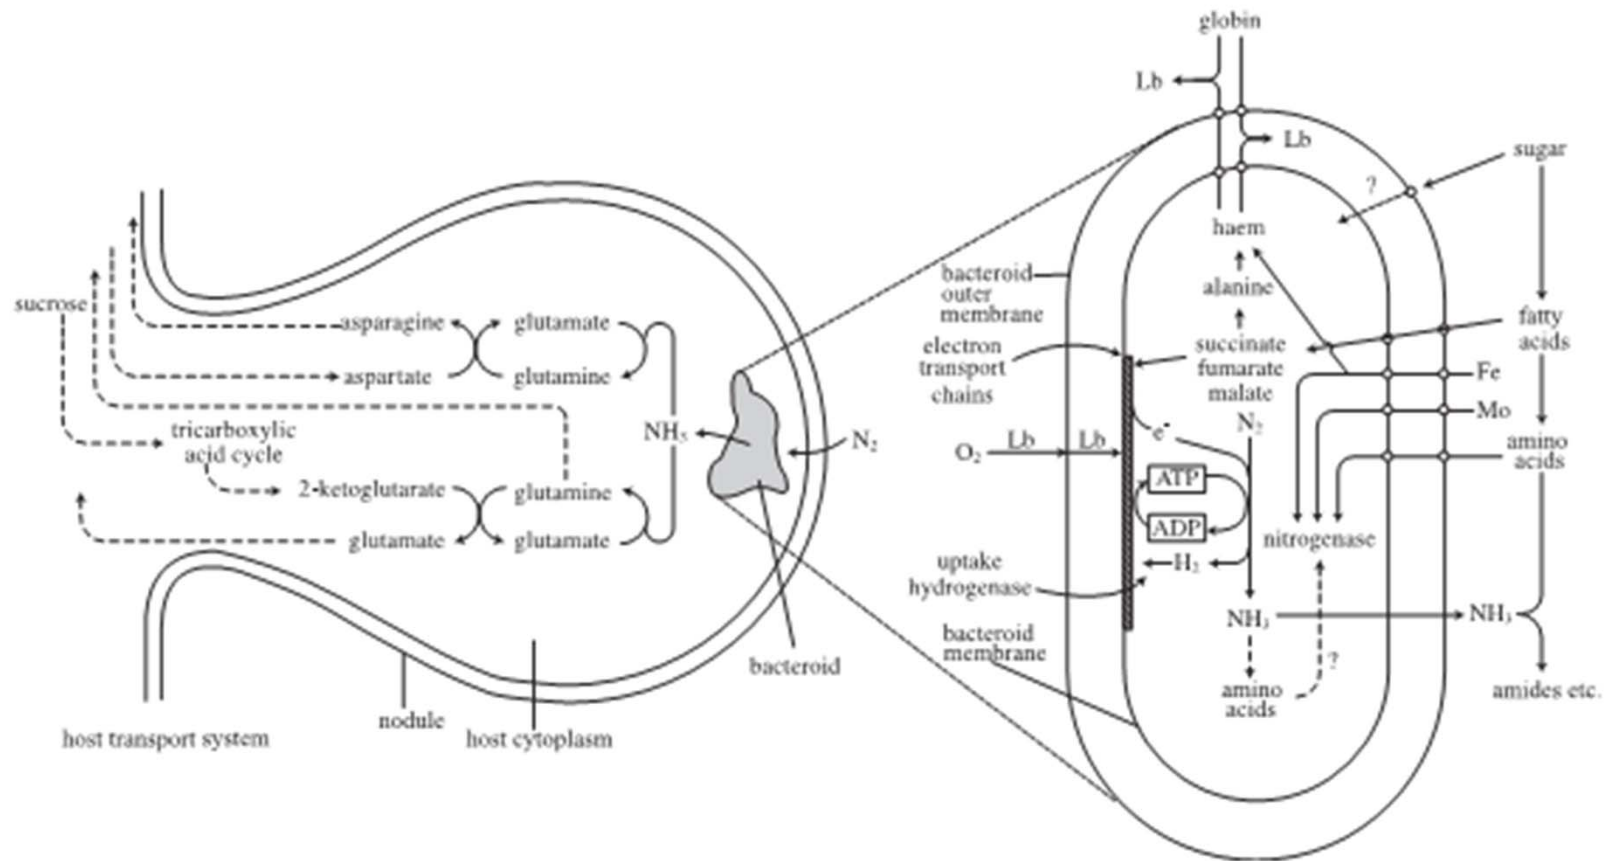 globin
Lb
Lb
sugar
?
haem
bacteroid
outer
membrane
alanine
sucrose
asparagine
glutamate
electron
transport
chains
succinate
fumarate
malate
fatty
acids
aspartate
glutamine
Fe
Mo
tricarboxylic
acid cycle
NH₃
N₂
O₂
Lb
Lb
e⁻
N₂
amino
acids
2-ketoglutarate
glutamine
ATP
glutamate
glutamate
ADP
nitrogenase
uptake
hydrogenase
H₂
NH₃
NH₃
bacteroid
membrane
?
bacteroid
amino
acids
amides etc.
nodule
host transport system
host cytoplasm